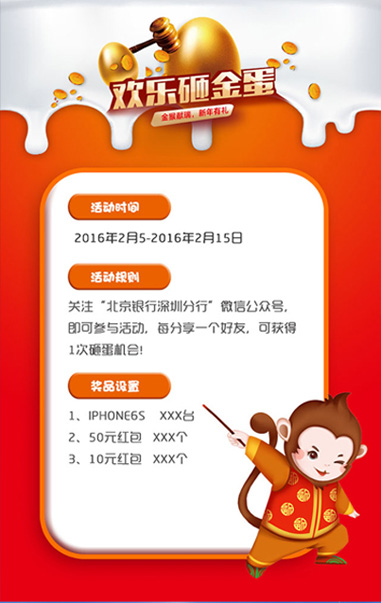 欢乐砸金蛋
金猴献瑞，新年有礼
活动时间
2016年2月5-2016年2月15日
活动规则
关注“北京银行深圳分行”微信公众号，
即可参与活动，每分享一个好友，可获得
1次砸蛋机会!
奖品设置
1、IPHONE6S XXX台
2、50元红包 XXX个
3、10元红包 XXX个